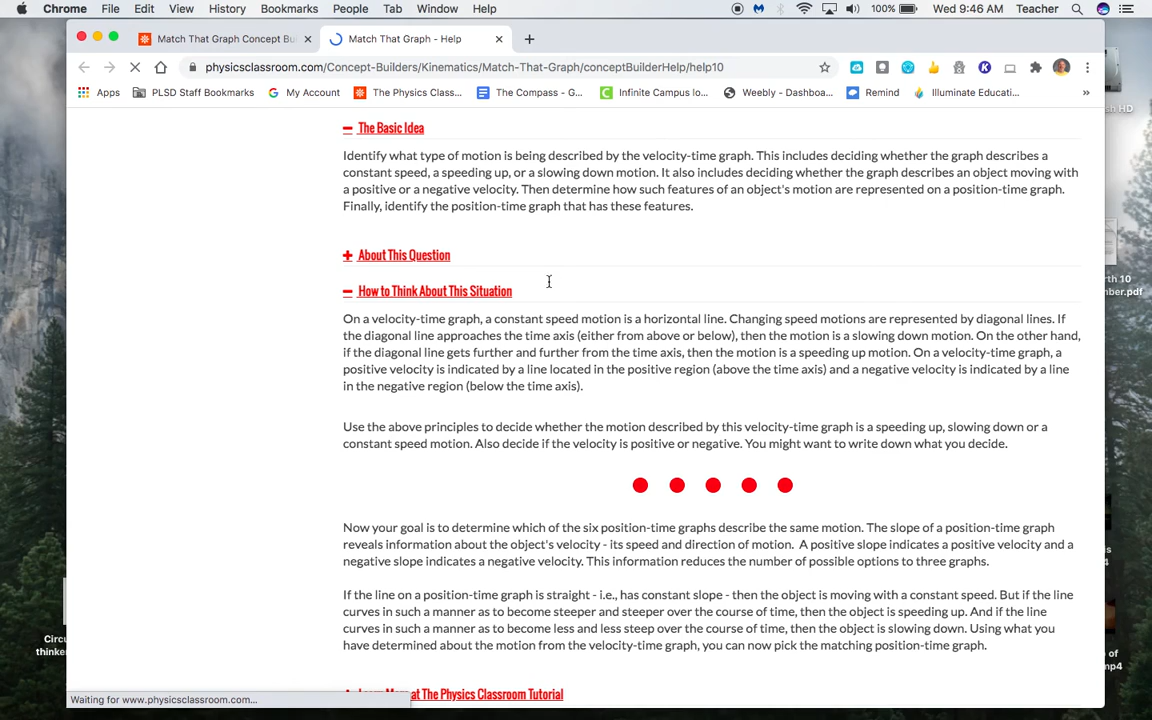 Chrome File Edit View History Bookmarks People Tab Window Help 100% Wed 9:46 AM Teacher
Match That Graph Concept Bui Match That Graph - Help
physicsclassroom.com/Concept-Builders/Kinematics/Match-That-Graph/conceptBuilderHelp/help10
Apps PLSD Staff Bookmarks My Account The Physics Class... The Compass - G... Infinite Campus lo... Weebly - Dashboa... Remind Illuminate Educati... »
The Basic Idea
Identify what type of motion is being described by the velocity-time graph. This includes deciding whether the graph describes a
constant speed, a speeding up, or a slowing down motion. It also includes deciding whether the graph describes an object moving with
a positive or a negative velocity. Then determine how such features of an object's motion are represented on a position-time graph.
Finally, identify the position-time graph that has these features.
About This Question
How to Think About This Situation
On a velocity-time graph, a constant speed motion is a horizontal line. Changing speed motions are represented by diagonal lines. If
the diagonal line approaches the time axis (either from above or below), then the motion is a slowing down motion. On the other hand,
if the diagonal line gets further and further from the time axis, then the motion is a speeding up motion. On a velocity-time graph, a
positive velocity is indicated by a line located in the positive region (above the time axis) and a negative velocity is indicated by a line
in the negative region (below the time axis).
Use the above principles to decide whether the motion described by this velocity-time graph is a speeding up, slowing down or a
constant speed motion. Also decide if the velocity is positive or negative. You might want to write down what you decide.
Now your goal is to determine which of the six position-time graphs describe the same motion. The slope of a position-time graph
reveals information about the object's velocity - its speed and direction of motion. A positive slope indicates a positive velocity and a
negative slope indicates a negative velocity. This information reduces the number of possible options to three graphs.
If the line on a position-time graph is straight - i.e., has constant slope - then the object is moving with a constant speed. But if the line
curves in such a manner as to become steeper and steeper over the course of time, then the object is speeding up. And if the line
curves in such a manner as to become less and less steep over the course of time, then the object is slowing down. Using what you
have determined about the motion from the velocity-time graph, you can now pick the matching position-time graph.
at The Physics Classroom Tutorial
Waiting for www.physicsclassroom.com...
sh HD
rth 10
mber.pdf
Circu
thinker
s
4
e of
mp4